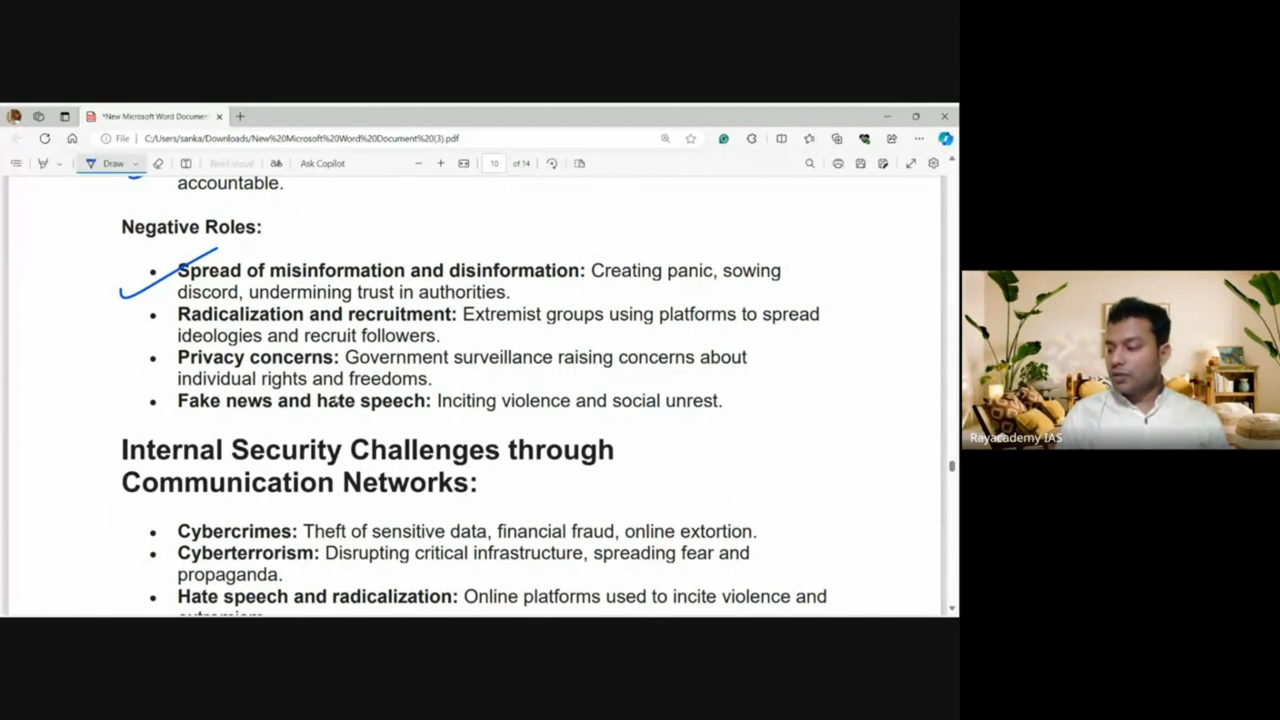 *New Microsoft Word Documen
File
C:/Users/sanka/Downloads/New%20Microsoft%20Word%20Document%20(3).pdf
Draw
Read aloud
Ask Copilot
10
of 14
accountable.
Negative Roles:
• Spread of misinformation and disinformation: Creating panic, sowing
discord, undermining trust in authorities.
• Radicalization and recruitment: Extremist groups using platforms to spread
ideologies and recruit followers.
• Privacy concerns: Government surveillance raising concerns about
individual rights and freedoms.
• Fake news and hate speech: Inciting violence and social unrest.
Internal Security Challenges through
Communication Networks:
• Cybercrimes: Theft of sensitive data, financial fraud, online extortion.
• Cyberterrorism: Disrupting critical infrastructure, spreading fear and
propaganda.
• Hate speech and radicalization: Online platforms used to incite violence and
Rayacademy IAS